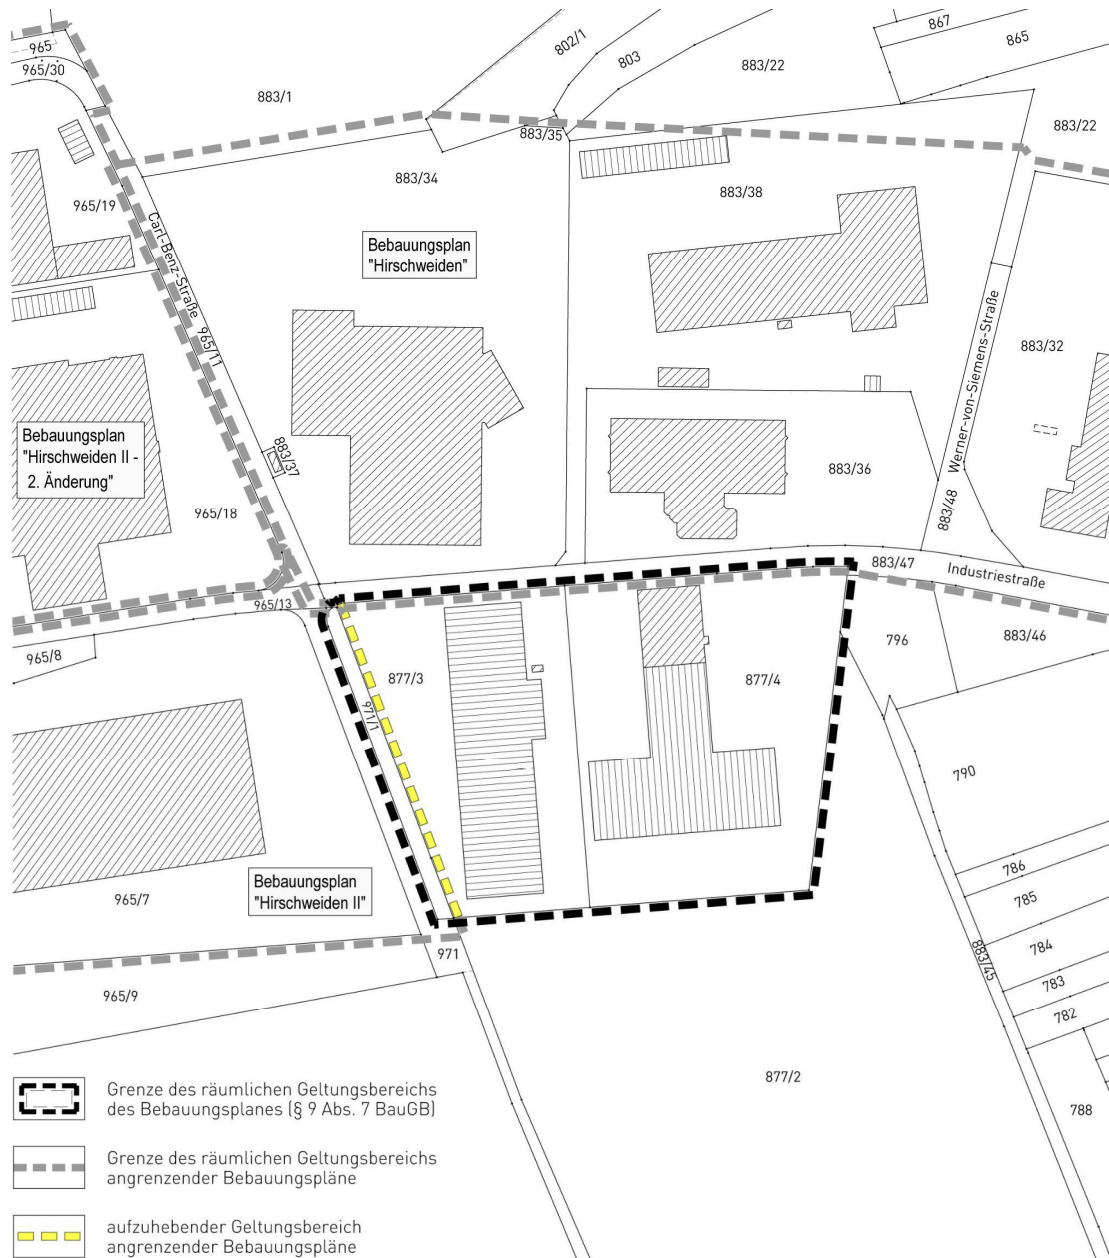 867
965
802/1
865
803
965/30
883/22
883/1
883/22
883/35
883/34
883/38
965/19
Carl-Benz-Straße
Bebauungsplan
"Hirschweiden"
965/11
Werner-von-Siemens-Straße
883/32
Bebauungsplan
"Hirschweiden II -
2. Änderung"
883/37
883/36
965/18
883/48
883/47
Industriestraße
965/13
883/46
796
965/8
877/3
877/4
971/1
790
786
Bebauungsplan
"Hirschweiden II"
965/7
785
784
971
883/45
783
965/9
782
877/2
788
Grenze des räumlichen Geltungsbereichs
des Bebauungsplanes (§ 9 Abs. 7 BauGB)
Grenze des räumlichen Geltungsbereichs
angrenzender Bebauungspläne
aufzuhebender Geltungsbereich
angrenzender Bebauungspläne